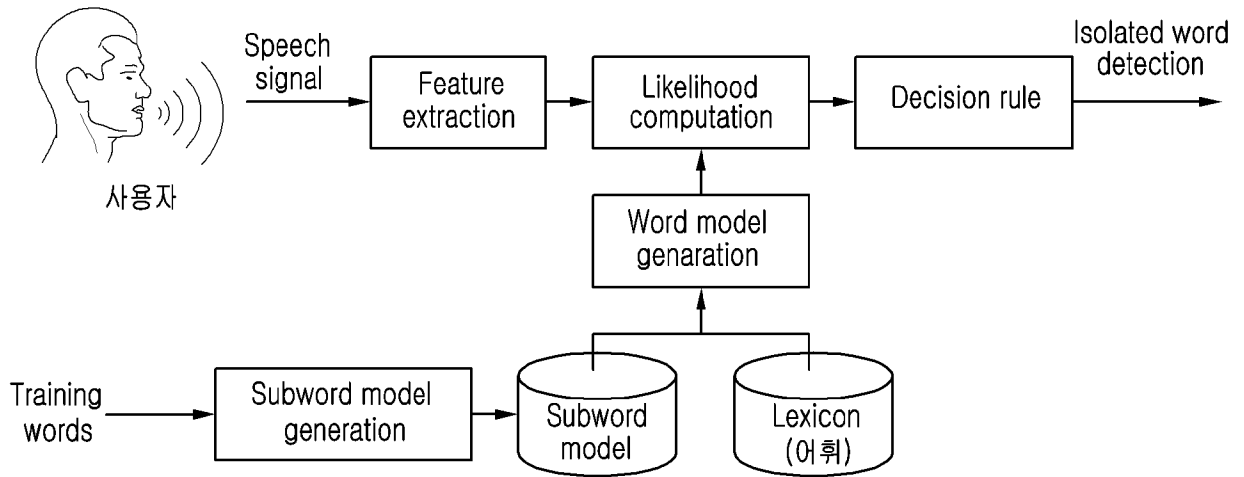 Speech
signal
Feature
extraction
Likelihood
computation
Decision rule
Isolated word
detection
사용자
Word model
genaration
Training
words
Subword model
generation
Subword
model
Lexicon
(어휘)